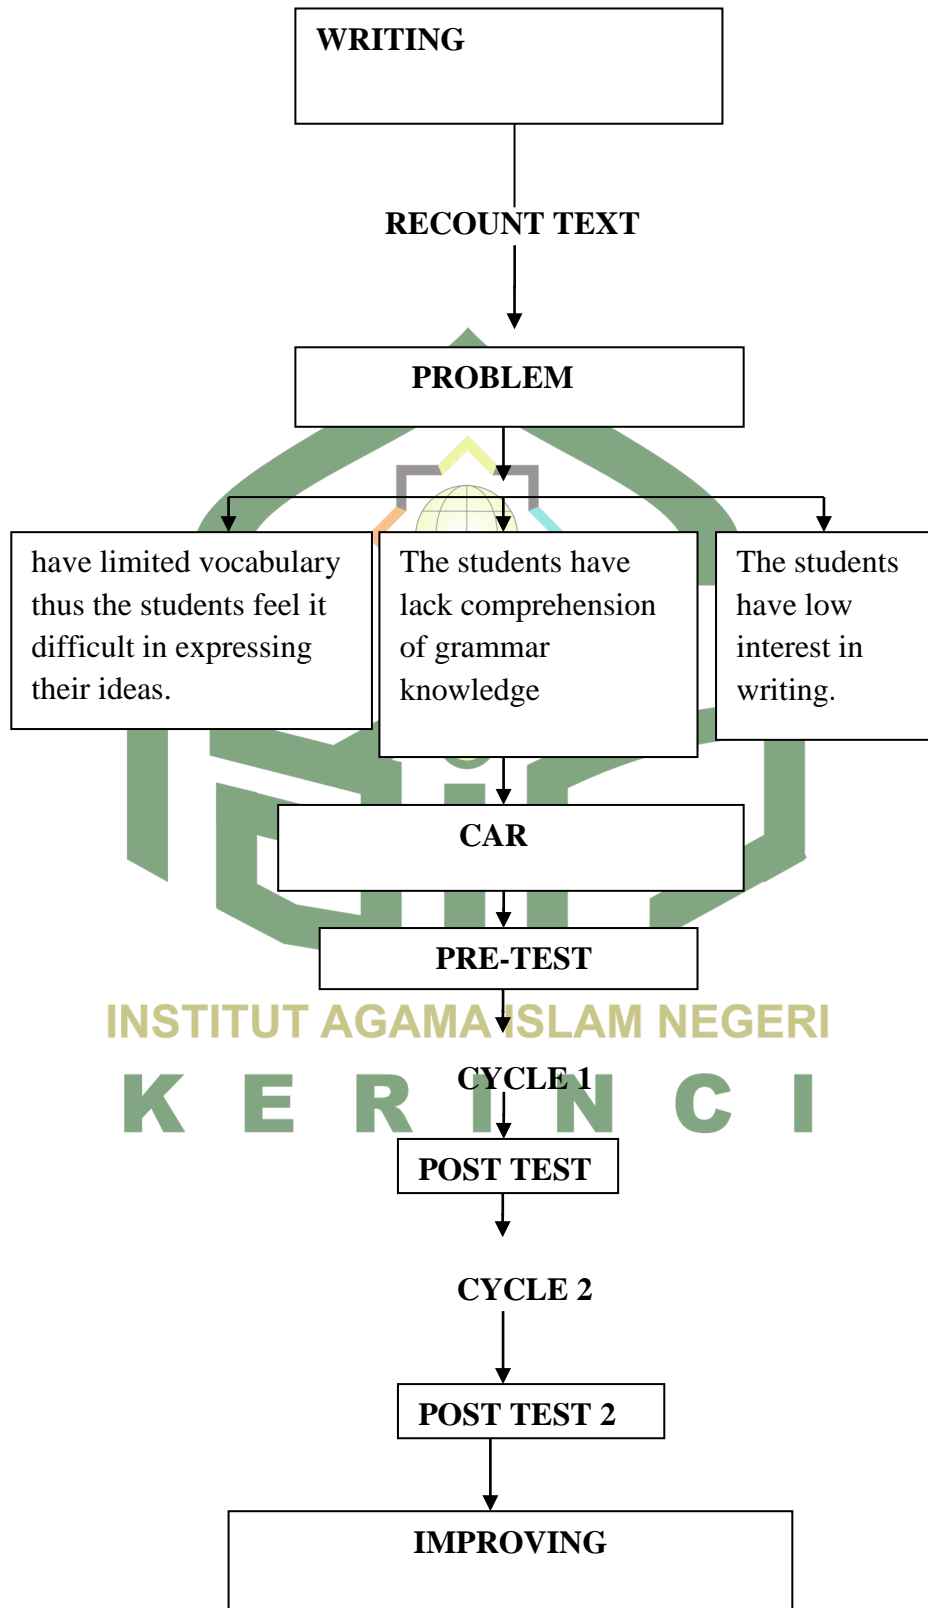 WRITING
RECOUNT TEXT
PROBLEM
have limited vocabulary
thus the students feel it
difficult in expressing
their ideas.
The students have
lack comprehension
of grammar
knowledge
The students
have low
interest in
writing.
CAR
PRE-TEST
INSTITUT AGAMA ISLAM NEGERI
CYCLE 1
KERINCI
POST TEST
CYCLE 2
POST TEST 2
IMPROVING